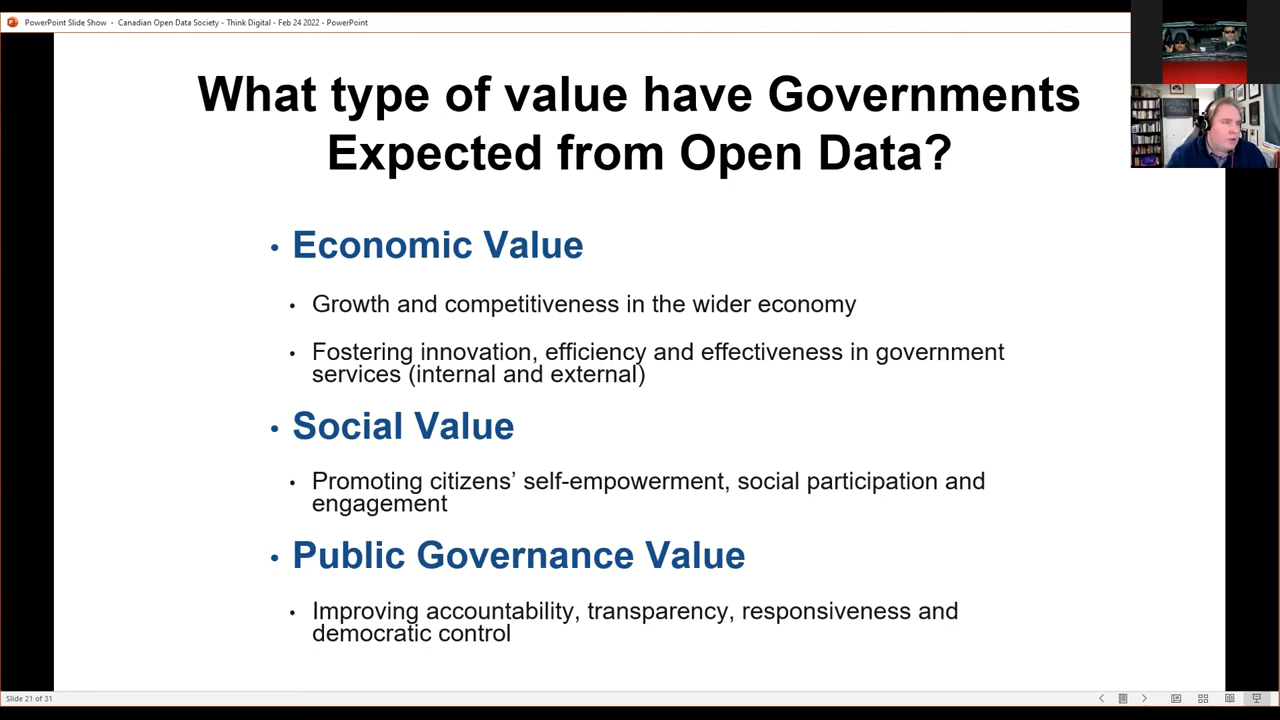 PowerPoint Slide Show - Canadian Open Data Society - Think Digital - Feb 24 2022 - PowerPoint
What type of value have Governments
Expected from Open Data?
• Economic Value
• Growth and competitiveness in the wider economy
• Fostering innovation, efficiency and effectiveness in government
services (internal and external)
• Social Value
• Promoting citizens’ self-empowerment, social participation and
engagement
• Public Governance Value
• Improving accountability, transparency, responsiveness and
democratic control
Slide 21 of 31